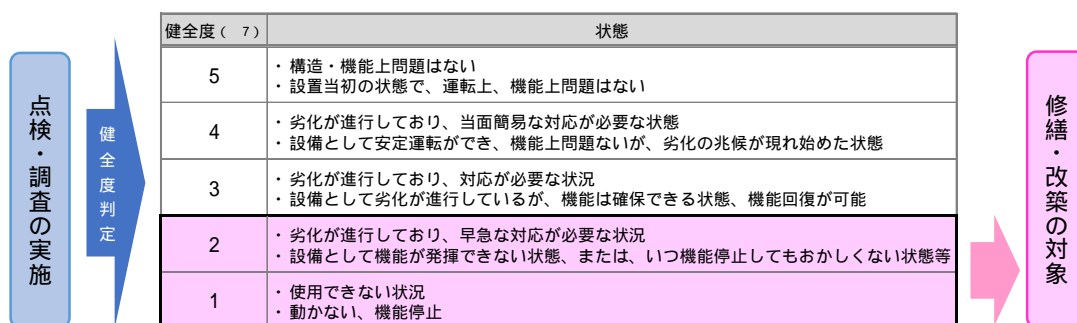 点検・調査の実施
健全度判定
健全度( 7) 状態
5
・構造・機能上問題はない
・設置当初の状態で、運転上、機能上問題はない
4
・劣化が進行しており、当面簡易な対応が必要な状態
・設備として安定運転ができ、機能上問題ないが、劣化の兆候が現れ始めた状態
3
・劣化が進行しており、対応が必要な状況
・設備として劣化が進行しているが、機能は確保できる状態、機能回復が可能
2
・劣化が進行しており、早急な対応が必要な状況
・設備として機能が発揮できない状態、または、いつ機能停止してもおかしくない状態等
1
・使用できない状況
・動かない、機能停止
修繕・改築の対象